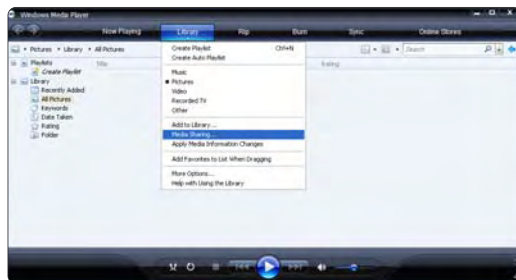 Windows Media Player
Now Playing Library Rip Burn Sync Online Stores
Pictures Library All Pictures Search
Playlists
Create Playlist
Library
Recently Added
All Pictures
Keywords
Date Taken
Rating
Folder
Title
Rating
Create Playlist Ctrl+N
Create Auto Playlist
Music
Pictures
Video
Recorded TV
Other
Add to Library...
Media Sharing...
Apply Media Information Changes
Add Favorites to List When Dragging
More Options...
Help with Using the Library